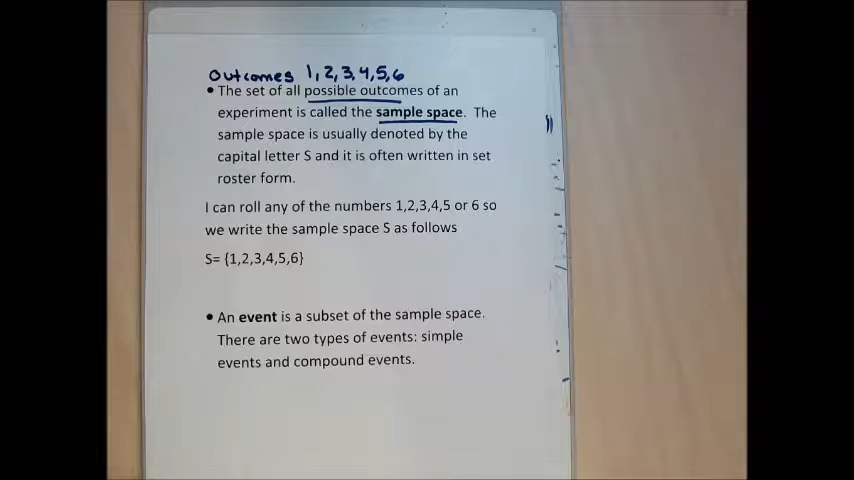 Outcomes 1,2,3,4,5,6
• The set of all possible outcomes of an
experiment is called the sample space. The
sample space is usually denoted by the
capital letter S and it is often written in set
roster form.
I can roll any of the numbers 1,2,3,4,5 or 6 so
we write the sample space S as follows
S= {1,2,3,4,5,6}
• An event is a subset of the sample space.
There are two types of events: simple
events and compound events.